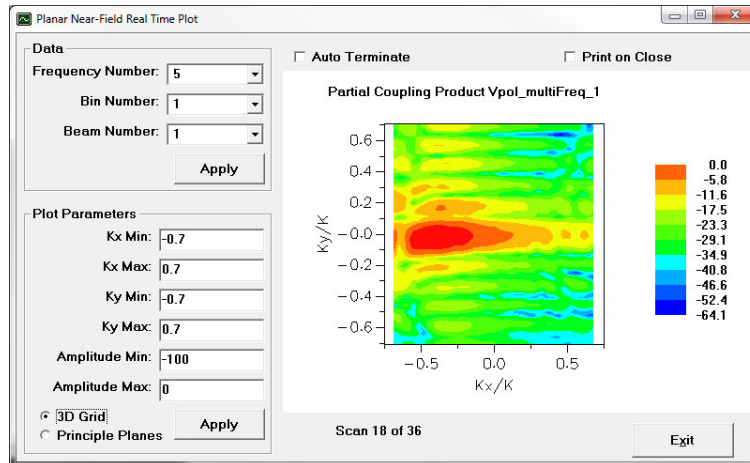 Planar Near-Field Real Time Plot
Data
Frequency Number: 5
Bin Number: 1
Beam Number: 1
Apply
Plot Parameters
Kx Min: -0.7
Kx Max: 0.7
Ky Min: -0.7
Ky Max: 0.7
Amplitude Min: -100
Amplitude Max: 0
3D Grid
Principle Planes
Apply
Auto Terminate
Print on Close
Partial Coupling Product Vpol_multiFreq_1
0.6
0.4
0.2
-0.0
-0.2
-0.4
-0.6
Ky/K
-0.5
0.0
0.5
Kx/K
0.0
-5.8
-11.6
-17.5
-23.3
-29.1
-34.9
-40.8
-46.6
-52.4
-64.1
Scan 18 of 36
Exit